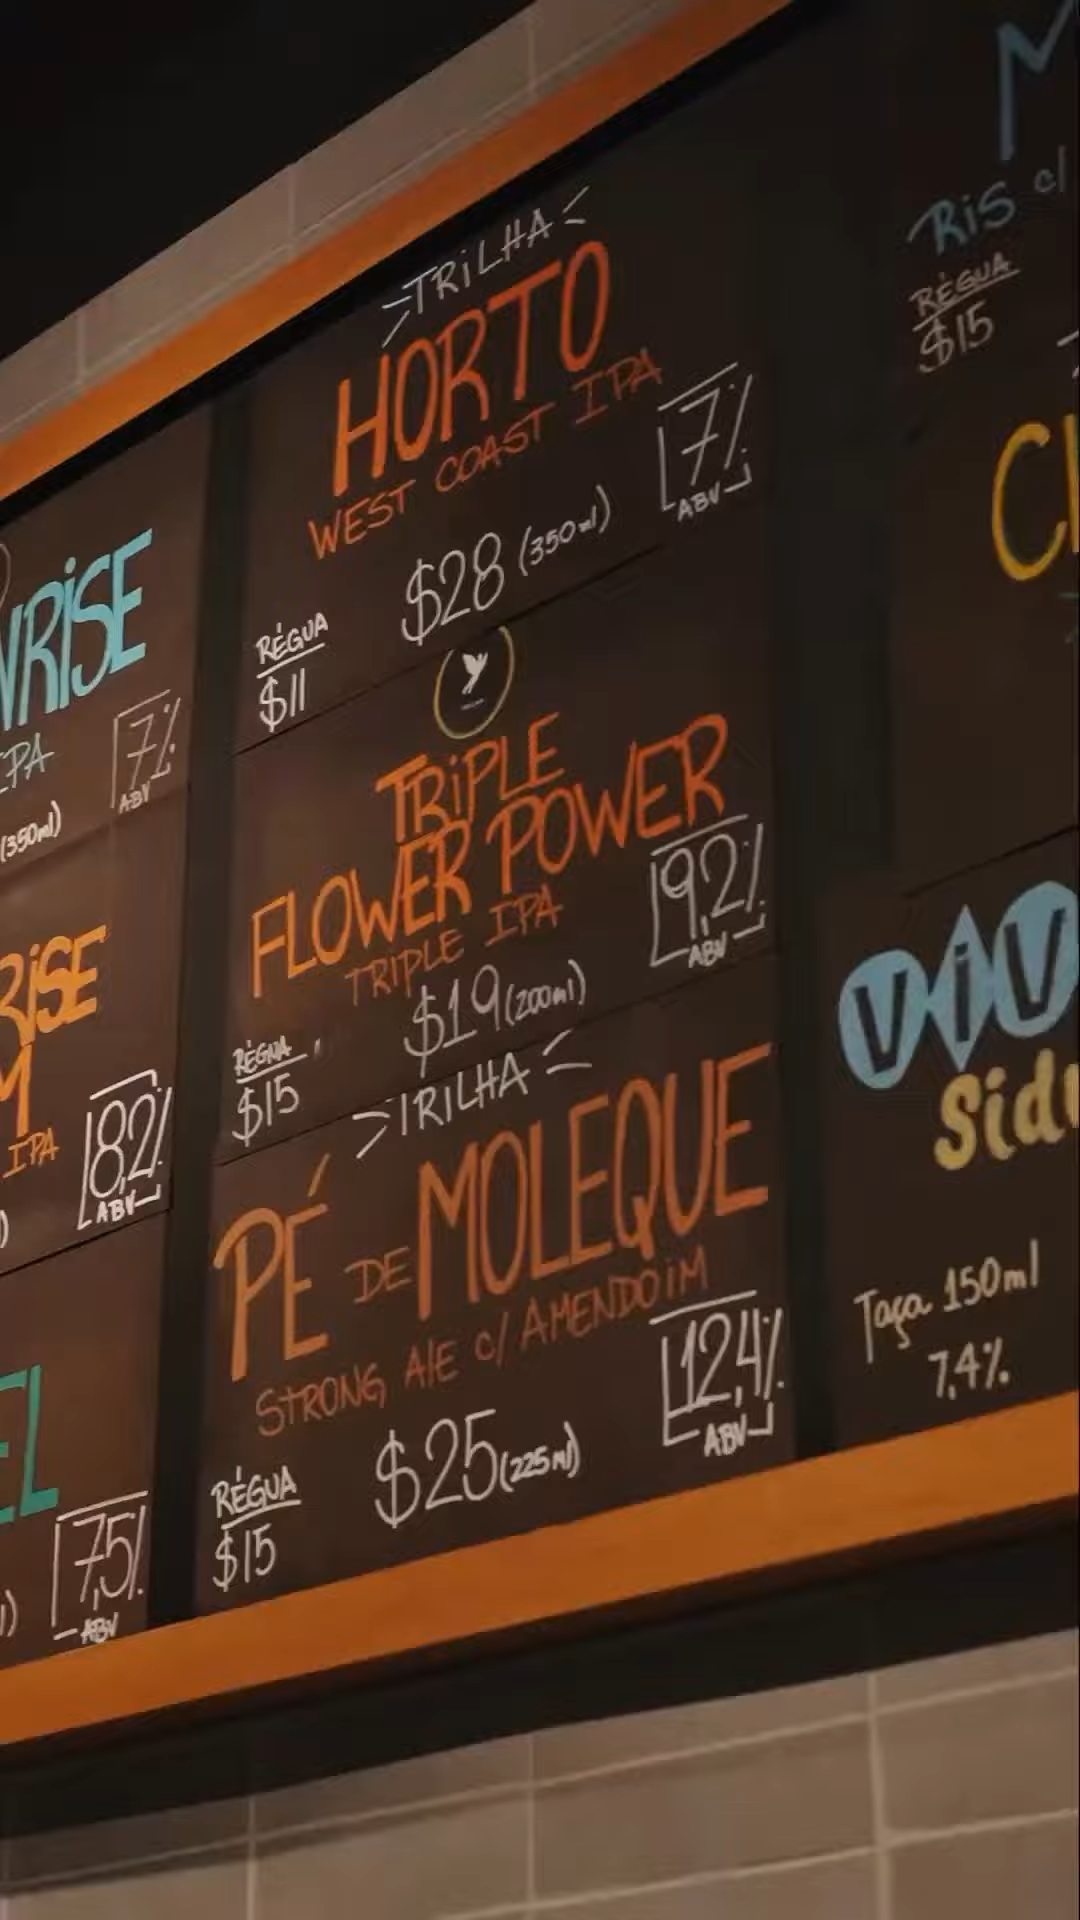 IPA
7%
ABV
(350ml)
IPA
8,2%
ABV
7,5%
ABV
TRILHA
HORTO
WEST COAST IPA
7%
ABV
$28 (350ml)
RÉGUA
$11
TRIPLE
FLOWER POWER
TRIPLE IPA
9,2%
ABV
$19 (200ml)
RÉGUA
$15
TRILHA
PÉ DE MOLEQUE
STRONG ALE C/ AMENDOIM
12,4%
ABV
$25 (225ml)
RÉGUA
$15
RIS c/
RÉGUA
$15
Taça 150ml
7,4%